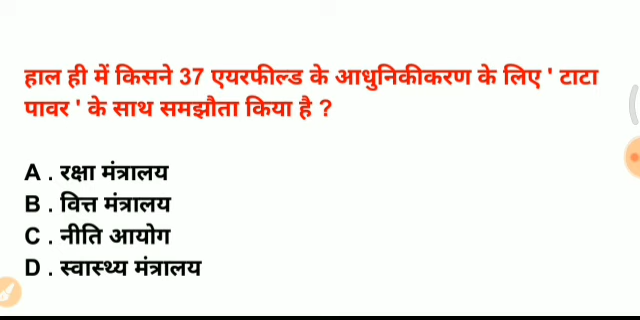 हाल ही में किसने 37 एयरफील्ड के आधुनिकीकरण के लिए ' टाटा
पावर ' के साथ समझौता किया है ?
A . रक्षा मंत्रालय
B . वित्त मंत्रालय
C . नीति आयोग
D . स्वास्थ्य मंत्रालय